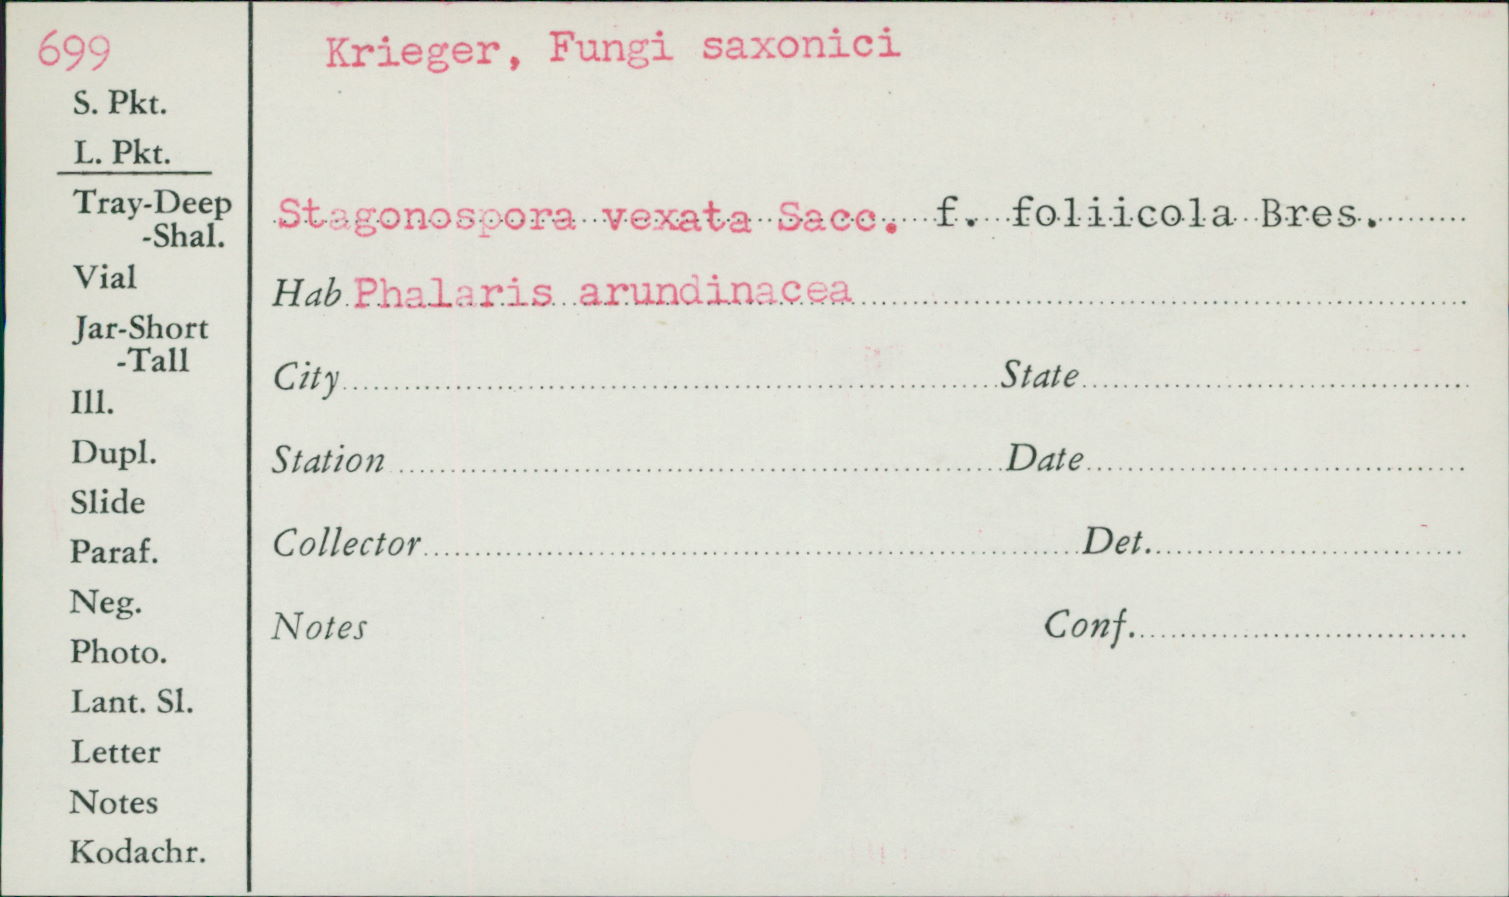 699
Krieger, Fungi saxonici
S. Pkt.
L. Pkt.
Tray-Deep
-Shal.
Vial
Jar-Short
-Tall
Ill.
Dupl.
Slide
Paraf.
Neg.
Photo.
Lant. Sl.
Letter
Notes
Kodachr.
Stagonospora vexata Sacc. f. foliicola Bres.
Hab. Phalaris arundinacea
City State
Station Date
Collector Det.
Notes Conf.